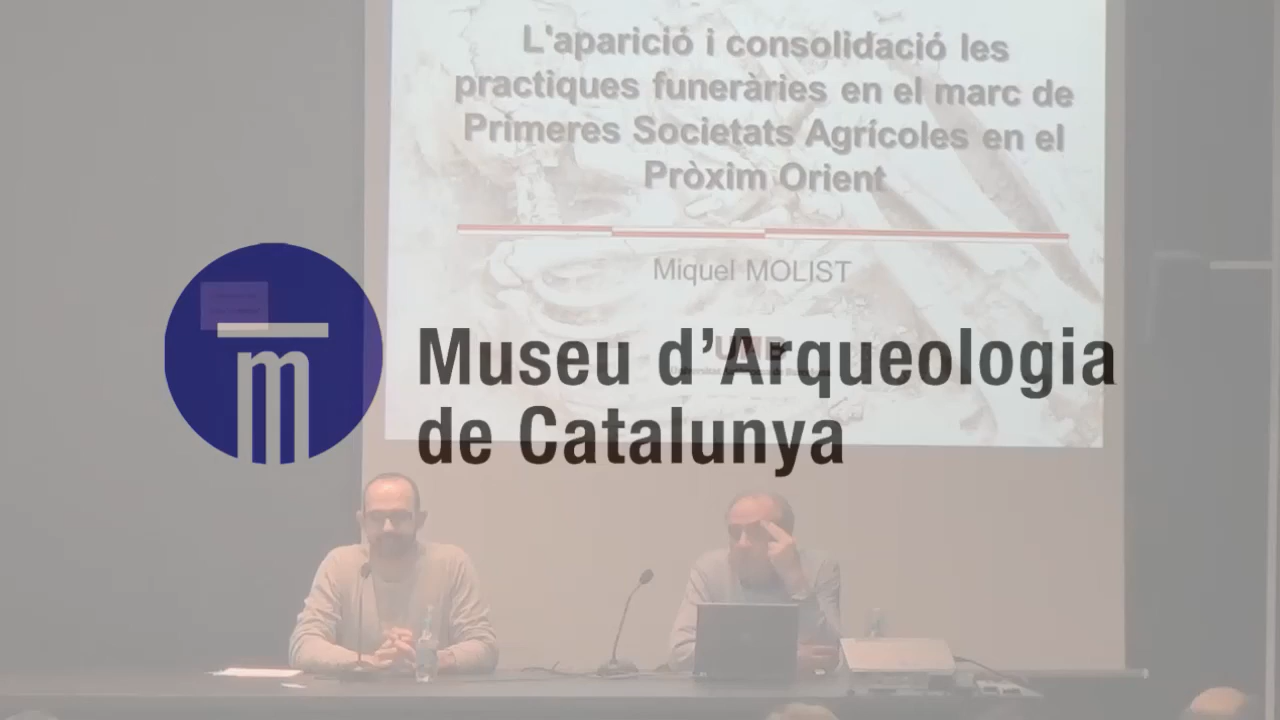 L'aparició i consolidació les
practiques funeràries en el marc de
Primeres Societats Agrícoles en el
Pròxim Orient
Miquel MOLIST
UAB
Museu d'Arqueologia
de Catalunya